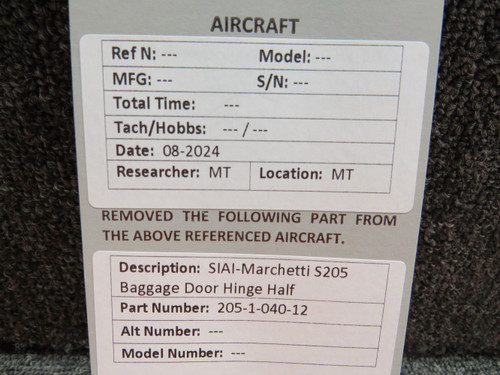 AIRCRAFT
Ref N: --- Model: ---
MFG: --- S/N: ---
Total Time: ---
Tach/Hobbs: --- / ---
Date: 08-2024
Researcher: MT Location: MT
REMOVED THE FOLLOWING PART FROM
THE ABOVE REFERENCED AIRCRAFT.
Description: SIAI-Marchetti S205
Baggage Door Hinge Half
Part Number: 205-1-040-12
Alt Number: ---
Model Number: ---